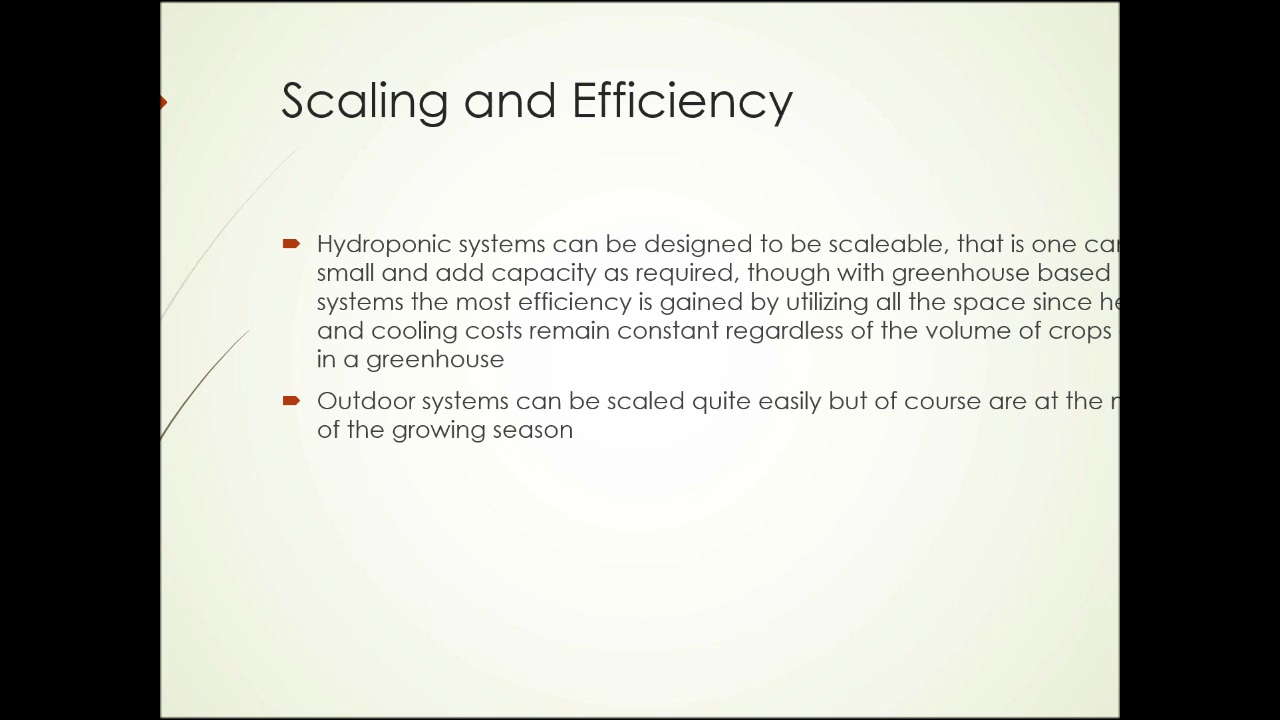 Scaling and Efficiency
Hydroponic systems can be designed to be scaleable, that is one can
small and add capacity as required, though with greenhouse based
systems the most efficiency is gained by utilizing all the space since
and cooling costs remain constant regardless of the volume of crops
in a greenhouse
Outdoor systems can be scaled quite easily but of course are at the
of the growing season